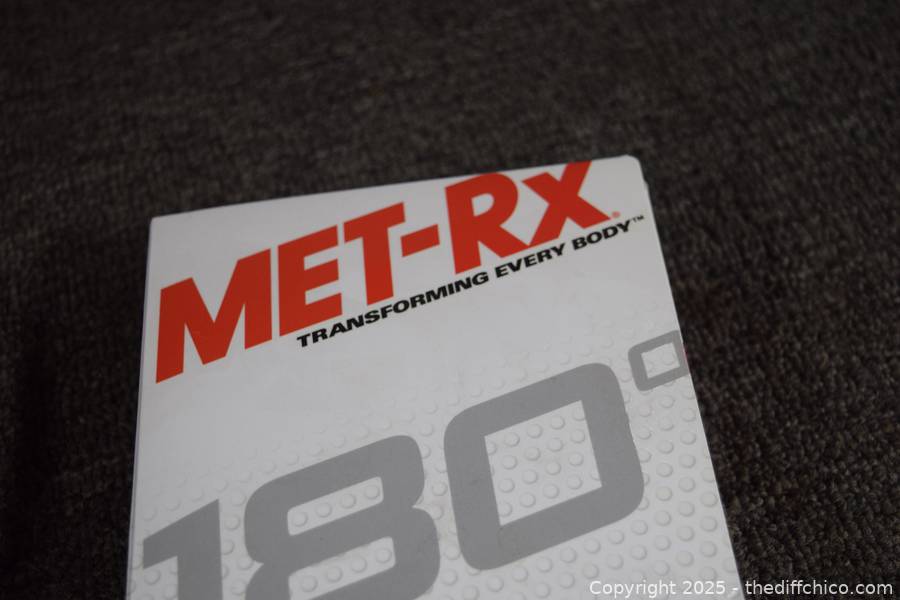 MET-Rx®
TRANSFORMING EVERY BODY™
180°
Copyright 2025 - thediffchico.com